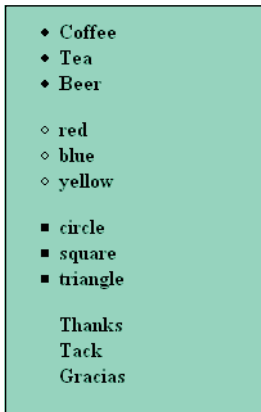 Coffee
Tea
Beer
red
blue
yellow
circle
square
triangle
Thanks
Tack
Gracias